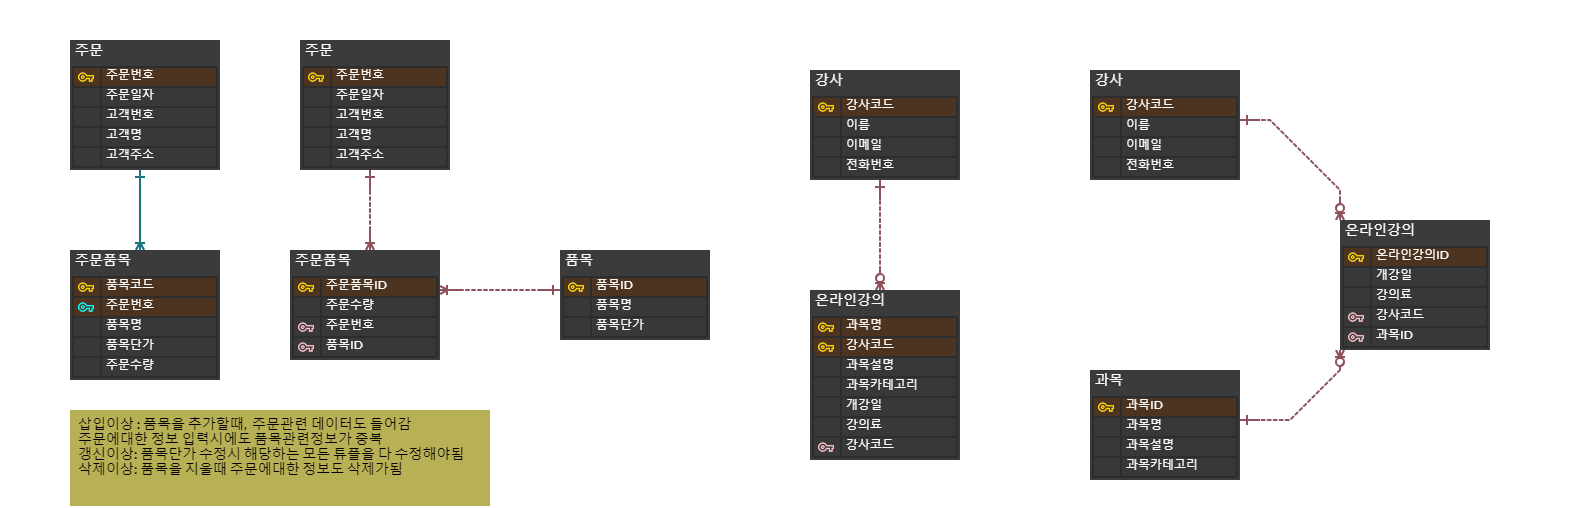 주문
주문번호
주문일자
고객번호
고객명
고객주소
주문품목
품목코드
주문번호
품목명
품목단가
주문수량
주문
주문번호
주문일자
고객번호
고객명
고객주소
주문품목
주문품목ID
주문수량
주문번호
품목ID
품목
품목ID
품목명
품목단가
삽입이상 : 품목을 추가할때, 주문관련 데이터도 들어감
주문에대한 정보 입력시에도 품목관련정보가 중복
갱신이상: 품목단가 수정시 해당하는 모든 튜플을 다 수정해야됨
삭제이상: 품목을 지울때 주문에대한 정보도 삭제가됨
강사
강사코드
이름
이메일
전화번호
온라인강의
과목명
강사코드
과목설명
과목카테고리
개강일
강의료
강사코드
강사
강사코드
이름
이메일
전화번호
온라인강의
온라인강의ID
개강일
강의료
강사코드
과목ID
과목
과목ID
과목명
과목설명
과목카테고리